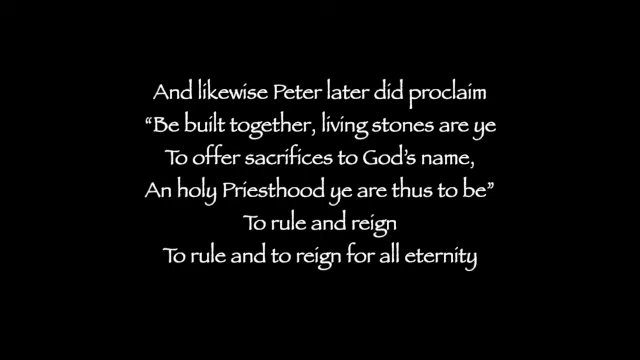 And likewise Peter later did proclaim
“Be built together, living stones are ye
To offer sacrifices to God’s name,
An holy Priesthood ye are thus to be”
To rule and reign
To rule and to reign for all eternity